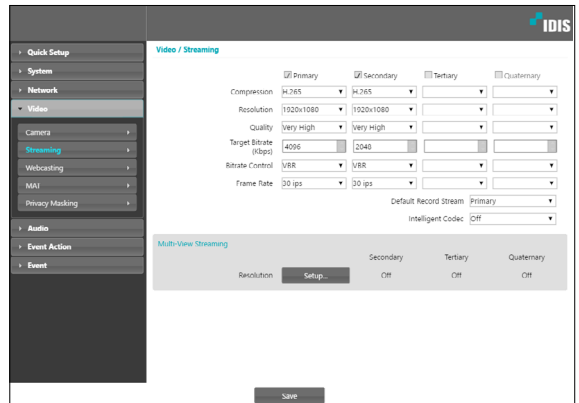 IDIS
Quick Setup
System
Network
Video
Camera
Streaming
Webcasting
MAT
Privacy Masking
Audio
Event Action
Event
Video / Streaming
Primary Secondary Tertiary Quaternary
Compression H.265 H.265
Resolution 1920x1080 1920x1080
Quality Very High Very High
Target Bitrate
(Kbps) 4096 2048
Bitrate Control VBR VBR
Frame Rate 30 ips 30 ips
Default Record Stream Primary
Intelligent Codec Off
Multi-View Streaming
Secondary Tertiary Quaternary
Resolution Setup... Off Off Off
Save